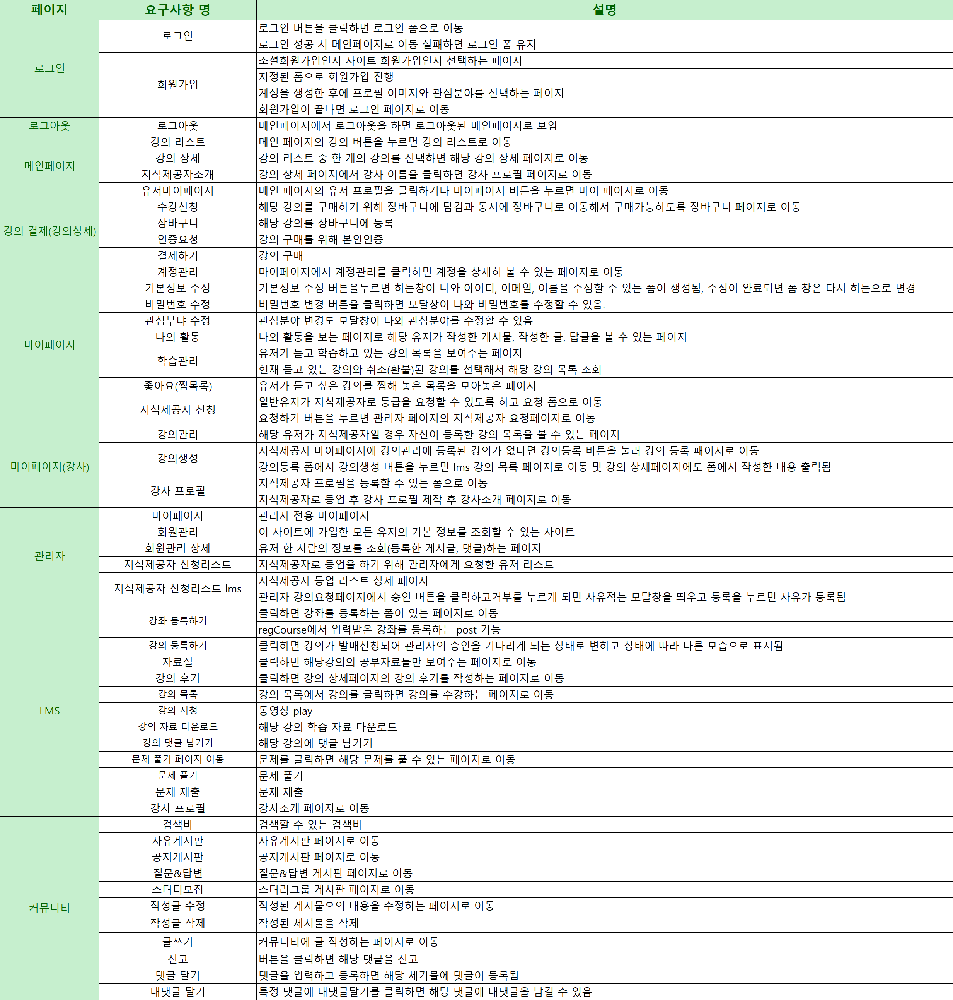 페이지 요구사항 명 설명
로그인
로그인
로그인 버튼을 클릭하면 로그인 폼으로 이동
로그인 성공 시 메인페이지로 이동 실패하면 로그인 폼 유지
회원가입
소셜회원가입인지 사이트 회원가입인지 선택하는 페이지
지정된 폼으로 회원가입 진행
계정을 생성한 후에 프로필 이미지와 관심분야를 선택하는 페이지
회원가입이 끝나면 로그인 페이지로 이동
로그아웃 로그아웃 메인페이지에서 로그아웃을 하면 로그아웃된 메인페이지로 보임
메인페이지
강의 리스트 메인 페이지의 강의 버튼을 누르면 강의 리스트로 이동
강의 상세 강의 리스트 중 한 개의 강의를 선택하면 해당 강의 상세 페이지로 이동
지식제공자소개 강의 상세 페이지에서 강사 이름을 클릭하면 강사 프로필 페이지로 이동
유저마이페이지 메인 페이지의 유저 프로필을 클릭하거나 마이페이지 버튼을 누르면 마이 페이지로 이동
강의 결제(강의상세)
수강신청 해당 강의를 구매하기 위해 장바구니에 담김과 동시에 장바구니로 이동해서 구매가능하도록 장바구니 페이지로 이동
장바구니 해당 강의를 장바구니에 등록
인증요청 강의 구매를 위해 본인인증
결제하기 강의 구매
마이페이지
계정관리 마이페이지에서 계정관리를 클릭하면 계정을 상세히 볼 수 있는 페이지로 이동
기본정보 수정 기본정보 수정 버튼을누르면 히든창이 나와 아이디, 이메일, 이름을 수정할 수 있는 폼이 생성됨, 수정이 완료되면 폼 창은 다시 히든으로 변경
비밀번호 수정 비밀번호 변경 버튼을 클릭하면 모달창이 나와 비밀번호를 수정할 수 있음.
관심부냐 수정 관심분야 변경도 모달창이 나와 관심분야를 수정할 수 있음
나의 활동 나외 활동을 보는 페이지로 해당 유저가 작성한 게시물, 작성한 글, 답글을 볼 수 있는 페이지
학습관리
유저가 듣고 학습하고 있는 강의 목록을 보여주는 페이지
현재 듣고 있는 강의와 취소(환불)된 강의를 선택해서 해당 강의 목록 조회
좋아요(찜목록) 유저가 듣고 싶은 강의를 찜해 놓은 목록을 모아놓은 페이지
지식제공자 신청
일반유저가 지식제공자로 등급을 요청할 수 있도록 하고 요청 폼으로 이동
요청하기 버튼을 누르면 관리자 페이지의 지식제공자 요청페이지로 이동
마이페이지(강사)
강의관리 해당 유저가 지식제공자일 경우 자신이 등록한 강의 목록을 볼 수 있는 페이지
강의생성
지식제공자 마이페이지에 강의관리에 등록된 강의가 없다면 강의등록 버튼을 눌러 강의 등록 패이지로 이동
강의등록 폼에서 강의생성 버튼을 누르면 lms 강의 목록 페이지로 이동 및 강의 상세페이지에도 폼에서 작성한 내용 출력됨
강사 프로필
지식제공자 프로필을 등록할 수 있는 폼으로 이동
지식제공자로 등업 후 강사 프로필 제작 후 강사소개 페이지로 이동
관리자
마이페이지 관리자 전용 마이페이지
회원관리 이 사이트에 가입한 모든 유저의 기본 정보를 조회할 수 있는 사이트
회원관리 상세 유저 한 사람의 정보를 조회(등록한 게시글, 댓글)하는 페이지
지식제공자 신청리스트 지식제공자로 등업을 하기 위해 관리자에게 요청한 유저 리스트
지식제공자 신청리스트 lms
지식제공자 등업 리스트 상세 페이지
관리자 강의요청페이지에서 승인 버튼을 클릭하고거부를 누르게 되면 사유적는 모달창을 띄우고 등록을 누르면 사유가 등록됨
LMS
강좌 등록하기
클릭하면 강좌를 등록하는 폼이 있는 페이지로 이동
regCourse에서 입력받은 강좌를 등록하는 post 기능
강의 등록하기 클릭하면 강의가 발매신청되어 관리자의 승인을 기다리게 되는 상태로 변하고 상태에 따라 다른 모습으로 표시됨
자료실 클릭하면 해당강의의 공부자료들만 보여주는 페이지로 이동
강의 후기 클릭하면 강의 상세페이지의 강의 후기를 작성하는 페이지로 이동
강의 목록 강의 목록에서 강의를 클릭하면 강의를 수강하는 페이지로 이동
강의 시청 동영상 play
강의 자료 다운로드 해당 강의 학습 자료 다운로드
강의 댓글 남기기 해당 강의에 댓글 남기기
문제 풀기 페이지 이동 문제를 클릭하면 해당 문제를 풀 수 있는 페이지로 이동
문제 풀기 문제 풀기
문제 제출 문제 제출
강사 프로필 강사소개 페이지로 이동
커뮤니티
검색바 검색할 수 있는 검색바
자유게시판 자유게시판 페이지로 이동
공지게시판 공지게시판 페이지로 이동
질문&답변 질문&답변 게시판 페이지로 이동
스터디모집 스터리그룹 게시판 페이지로 이동
작성글 수정 작성된 게시물으의 내용을 수정하는 페이지로 이동
작성글 삭제 작성된 세시물을 삭제
글쓰기 커뮤니티에 글 작성하는 페이지로 이동
신고 버튼을 클릭하면 해당 댓글을 신고
댓글 달기 댓글을 입력하고 등록하면 해당 세기물에 댓글이 등록됨
대댓글 달기 특정 탯글에 대댓글달기를 클릭하면 해당 댓글에 대댓글을 남길 수 있음